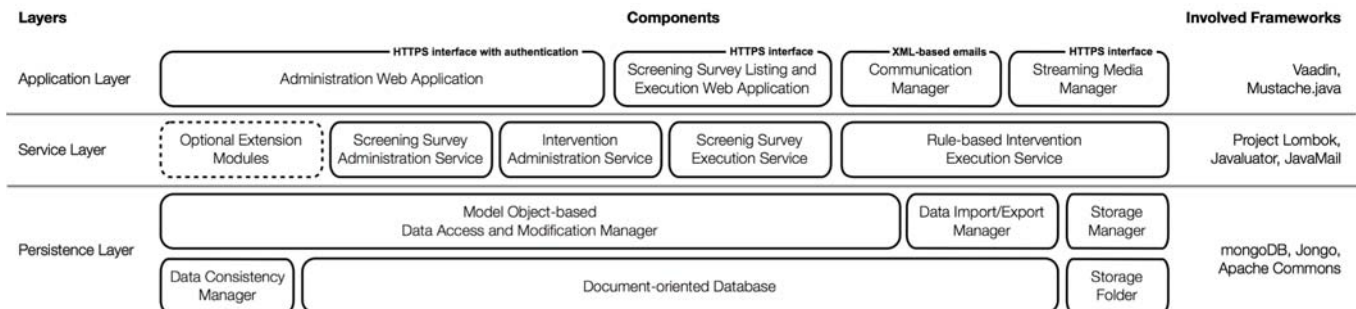 Layers
Components
Involved Frameworks
HTTPS interface with authentication
HTTPS interface
XML-based emails
HTTPS interface
Application Layer
Administration Web Application
Screening Survey Listing and
Execution Web Application
Communication
Manager
Streaming Media
Manager
Vaadin,
Mustache.java
Service Layer
Optional Extension
Modules
Screening Survey
Administration Service
Intervention
Administration Service
Screenig Survey
Execution Service
Rule-based Intervention
Execution Service
Project Lombok,
Javaluator, JavaMail
Persistence Layer
Model Object-based
Data Access and Modification Manager
Data Import/Export
Manager
Storage
Manager
Data Consistency
Manager
Document-oriented Database
Storage
Folder
mongoDB, Jongo,
Apache Commons